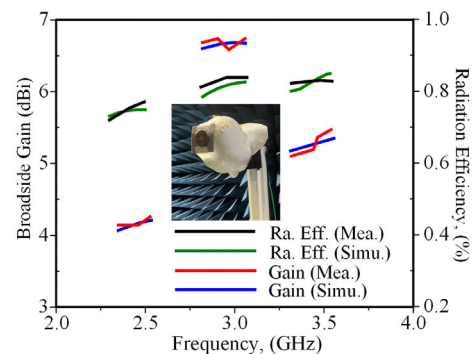 7
6
5
4
3
Broadside Gain (dBi)
1.0
0.8
0.6
0.4
0.2
Radiation Efficiency, (%)
Ra. Eff. (Mea.)
Ra. Eff. (Simu.)
Gain (Mea.)
Gain (Simu.)
2.0 2.5 3.0 3.5 4.0
Frequency, (GHz)